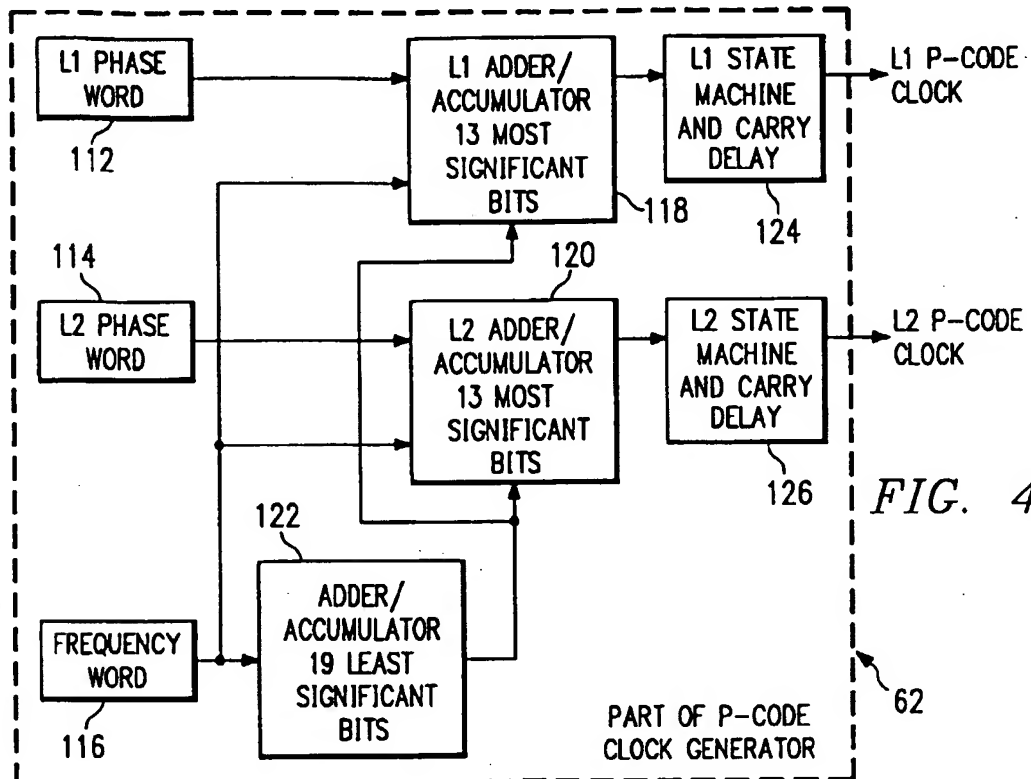 L1 PHASE
WORD
112
L1 ADDER/
ACCUMULATOR
13 MOST
SIGNIFICANT
BITS
118
L1 STATE
MACHINE
AND CARRY
DELAY
124
L1 P-CODE
CLOCK
114
L2 PHASE
WORD
120
L2 ADDER/
ACCUMULATOR
13 MOST
SIGNIFICANT
BITS
L2 STATE
MACHINE
AND CARRY
DELAY
126
L2 P-CODE
CLOCK
FIG. 4
122
ADDER/
ACCUMULATOR
19 LEAST
SIGNIFICANT
BITS
FREQUENCY
WORD
116
PART OF P-CODE
CLOCK GENERATOR
62